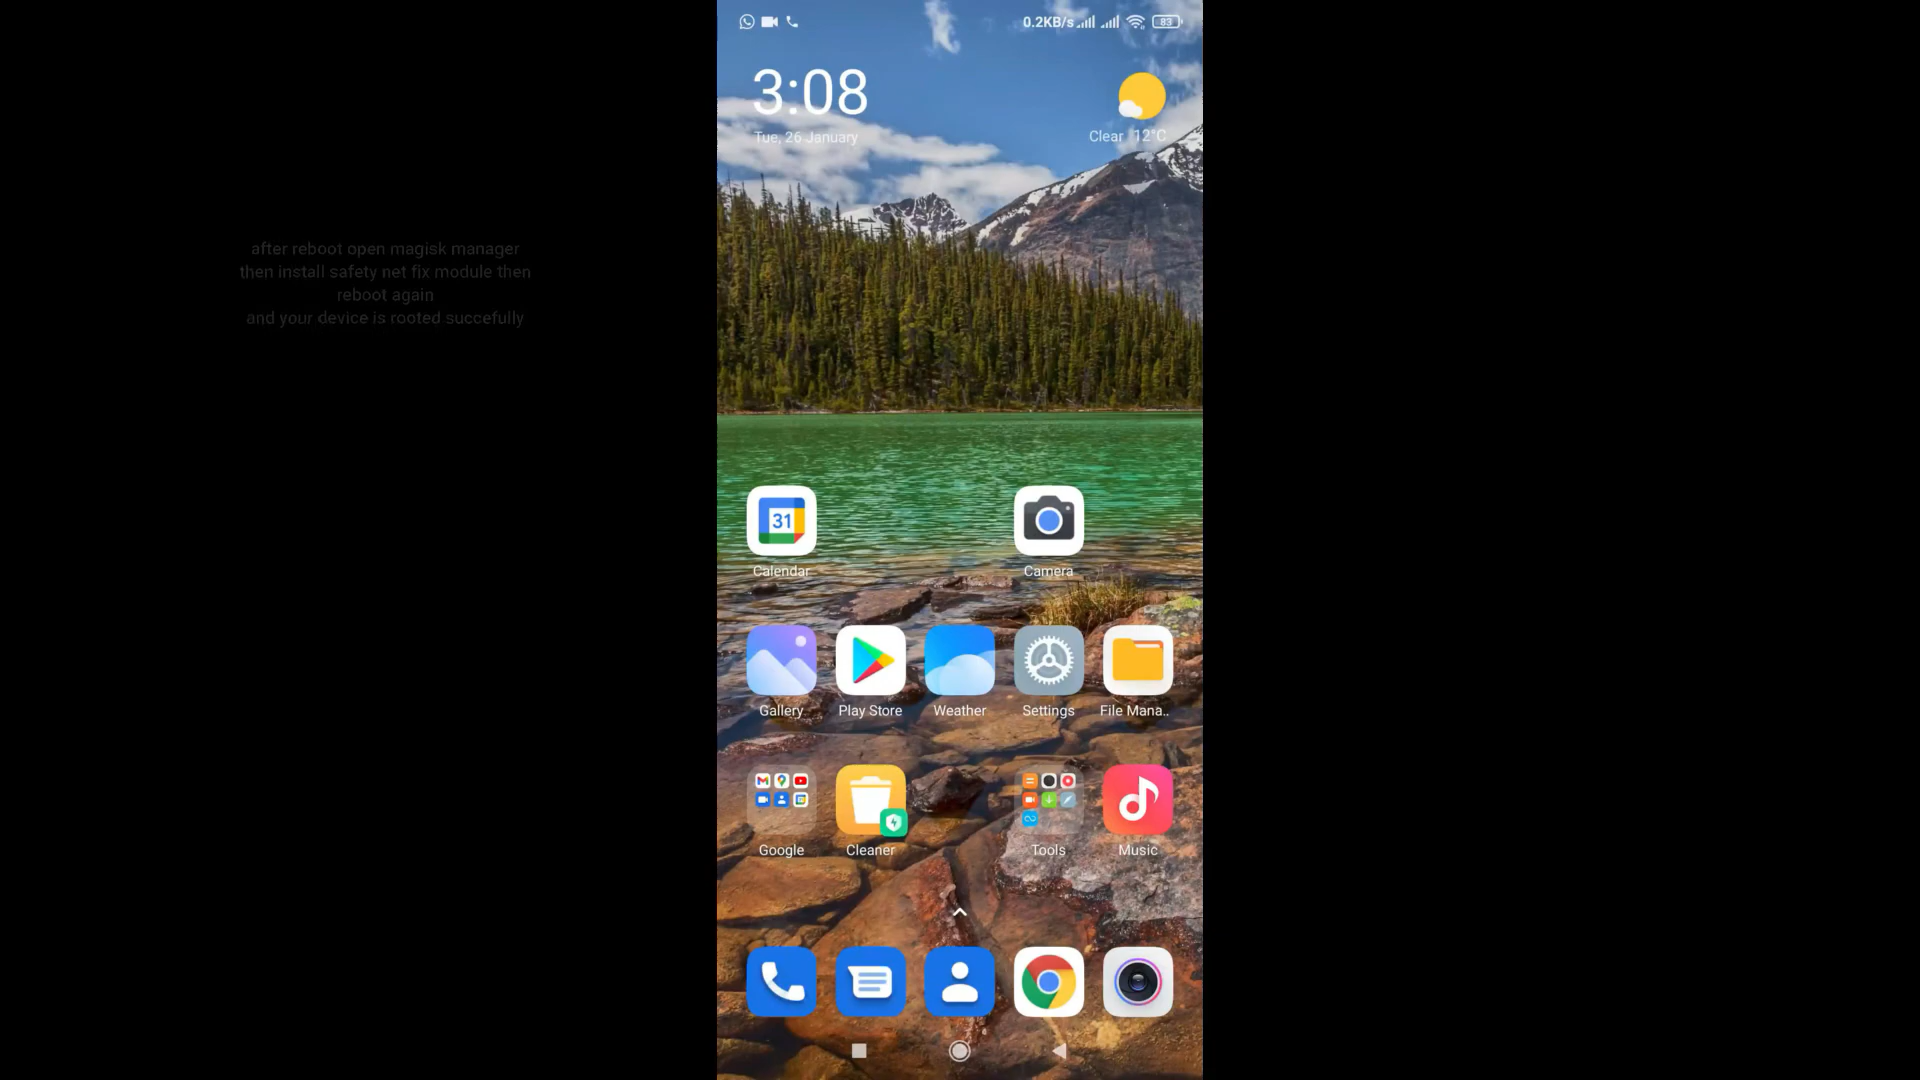 0.2KB/s
83
3:08
Tue, 26 January
Clear 12°C
after reboot open magisk manager
then install safety net fix module then
reboot again
and your device is rooted succefully
31
Calendar
Camera
Gallery
Play Store
Weather
Settings
File Mana..
Google
Cleaner
Tools
Music